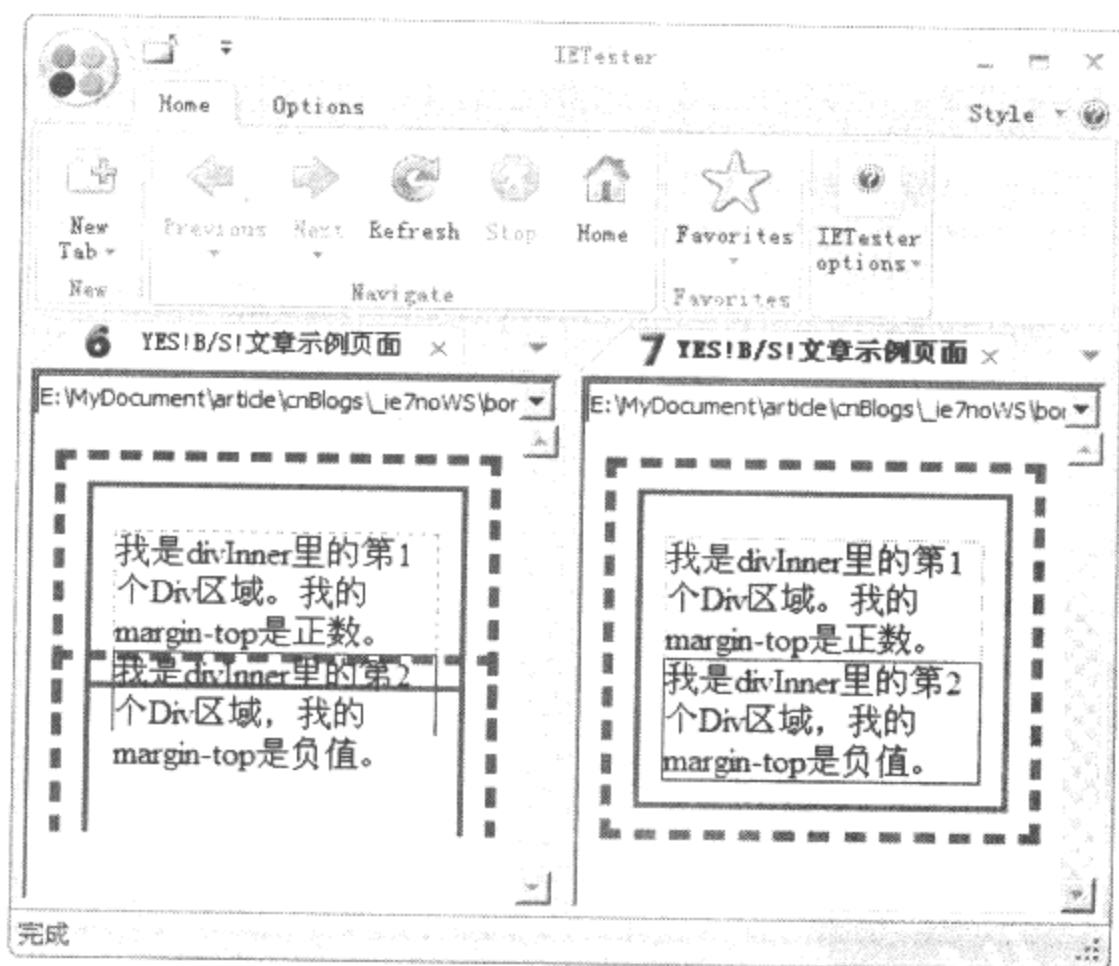 IETester
Home Options Style
New Tab
Previous Next Refresh Stop Home
Favorites
IETester options
New
Navigate
Favorites
6 YES!B/S!文章示例页面
7 YES!B/S!文章示例页面
E:\MyDocument\article\cnBlogs\_ie7noWS\bor
E:\MyDocument\article\cnBlogs\_ie7noWS\bor
我是divInner里的第1
个Div区域。我的
margin-top是正数。
我是divInner里的第2
个Div区域，我的
margin-top是负值。
我是divInner里的第1
个Div区域。我的
margin-top是正数。
我是divInner里的第2
个Div区域，我的
margin-top是负值。
完成